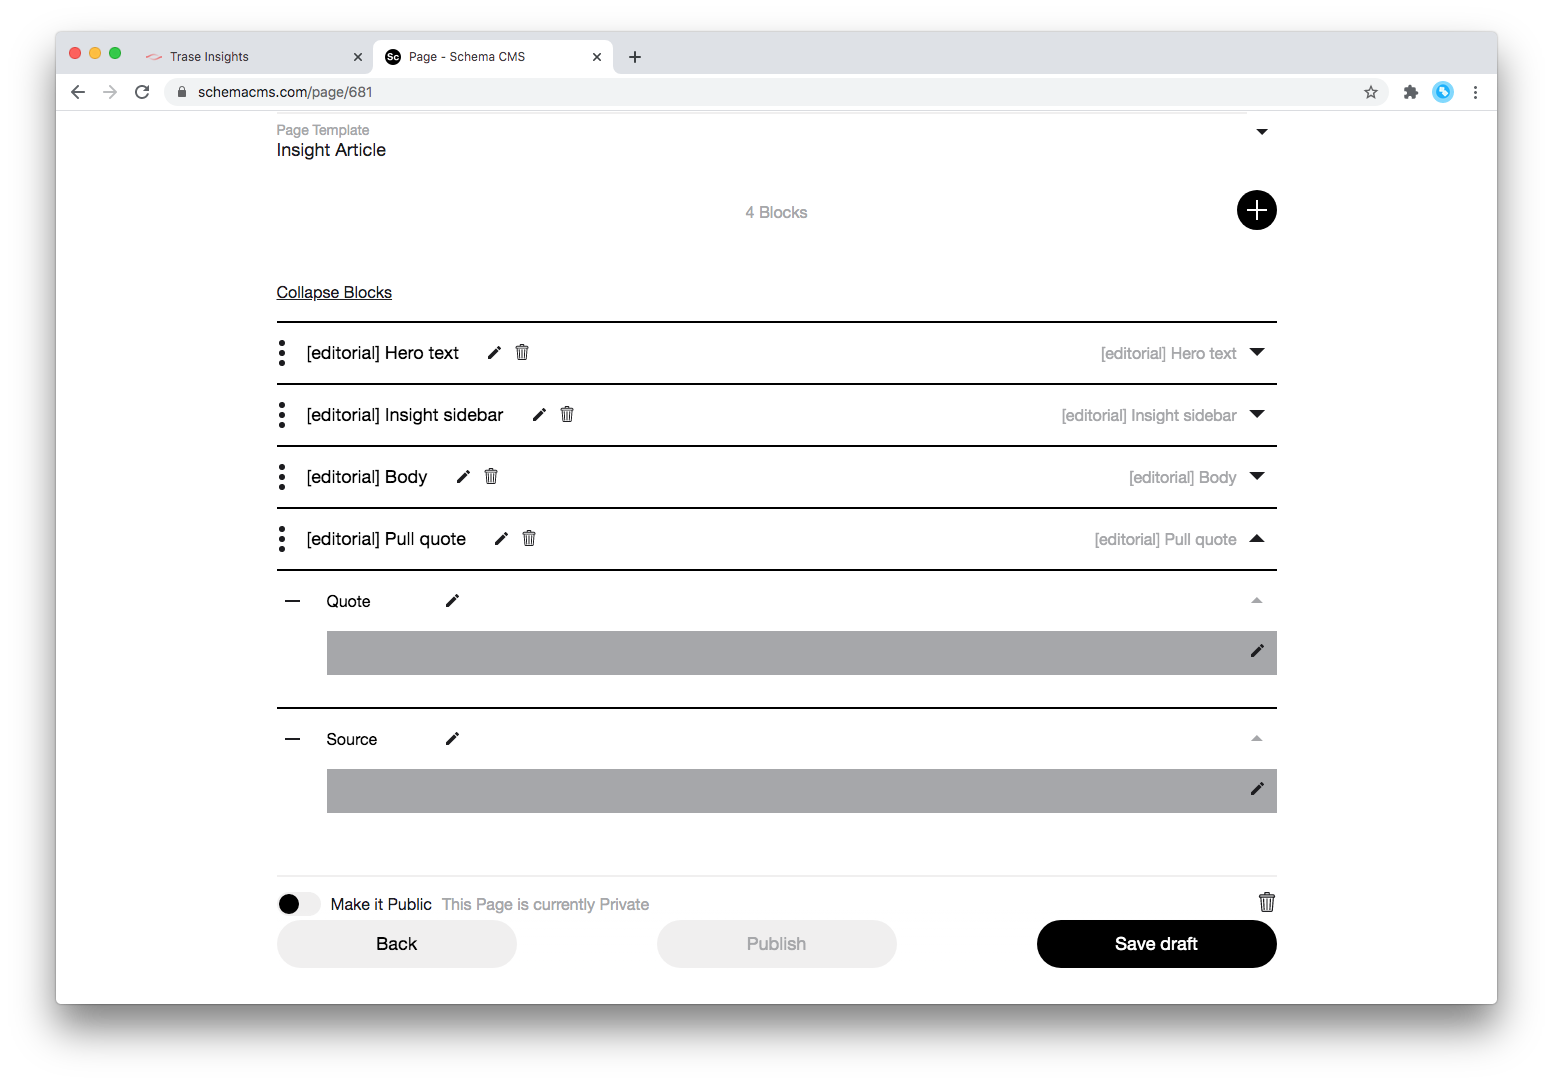 Trase Insights
Sc Page - Schema CMS
schemacms.com/page/681
Page Template
Insight Article
4 Blocks
Collapse Blocks
[editorial] Hero text [editorial] Hero text
[editorial] Insight sidebar [editorial] Insight sidebar
[editorial] Body [editorial] Body
[editorial] Pull quote [editorial] Pull quote
Quote
Source
Make it Public This Page is currently Private
Back Publish Save draft